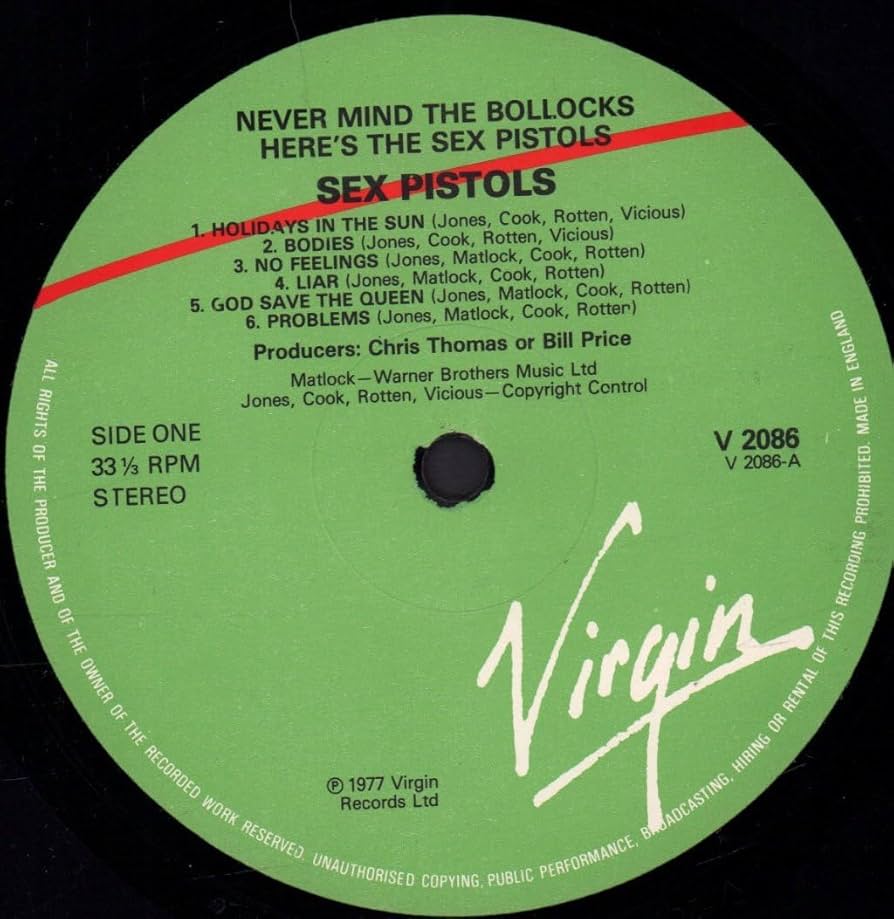 NEVER MIND THE BOLLOCKS
HERE'S THE SEX PISTOLS
SEX PISTOLS
1. HOLIDAYS IN THE SUN (Jones, Cook, Rotten, Vicious)
2. BODIES (Jones, Cook, Rotten, Vicious)
3. NO FEELINGS (Jones, Matlock, Cook, Rotten)
4. LIAR (Jones, Matlock, Cook, Rotten)
5. GOD SAVE THE QUEEN (Jones, Matlock, Cook, Rotten)
6. PROBLEMS (Jones, Matlock, Cook, Rotten)
Producers: Chris Thomas or Bill Price
Matlock—Warner Brothers Music Ltd
Jones, Cook, Rotten, Vicious—Copyright Control
SIDE ONE
33⅓ RPM
STEREO
V 2086
V 2086-A
Virgin
℗ 1977 Virgin
Records Ltd
ALL RIGHTS OF THE PRODUCER AND OF THE OWNER OF THE RECORDED WORK RESERVED. UNAUTHORISED COPYING, PUBLIC PERFORMANCE, BROADCASTING, HIRING OR RENTAL OF THIS RECORDING PROHIBITED. MADE IN ENGLAND